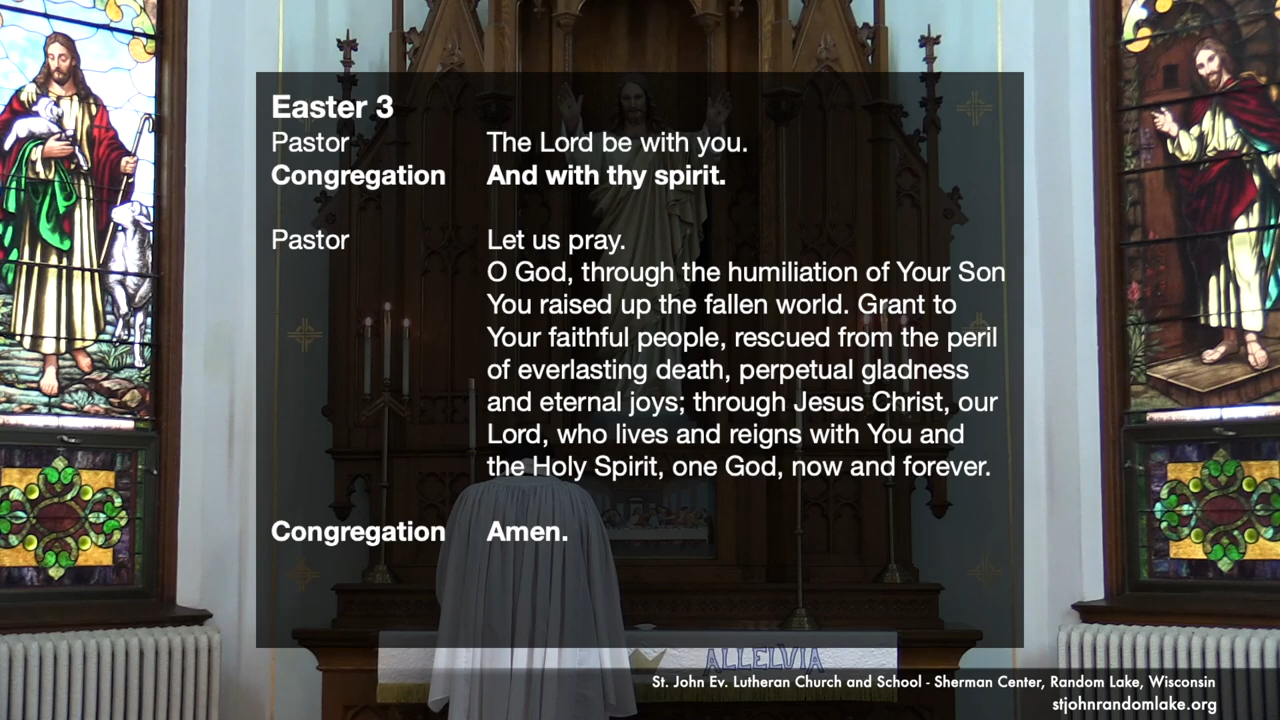 Easter 3
Pastor The Lord be with you.
Congregation And with thy spirit.
Pastor Let us pray.
O God, through the humiliation of Your Son
You raised up the fallen world. Grant to
Your faithful people, rescued from the peril
of everlasting death, perpetual gladness
and eternal joys; through Jesus Christ, our
Lord, who lives and reigns with You and
the Holy Spirit, one God, now and forever.
Congregation Amen.
ALLELVIA
St. John Ev. Lutheran Church and School - Sherman Center, Random Lake, Wisconsin
stjohnrandomlake.org